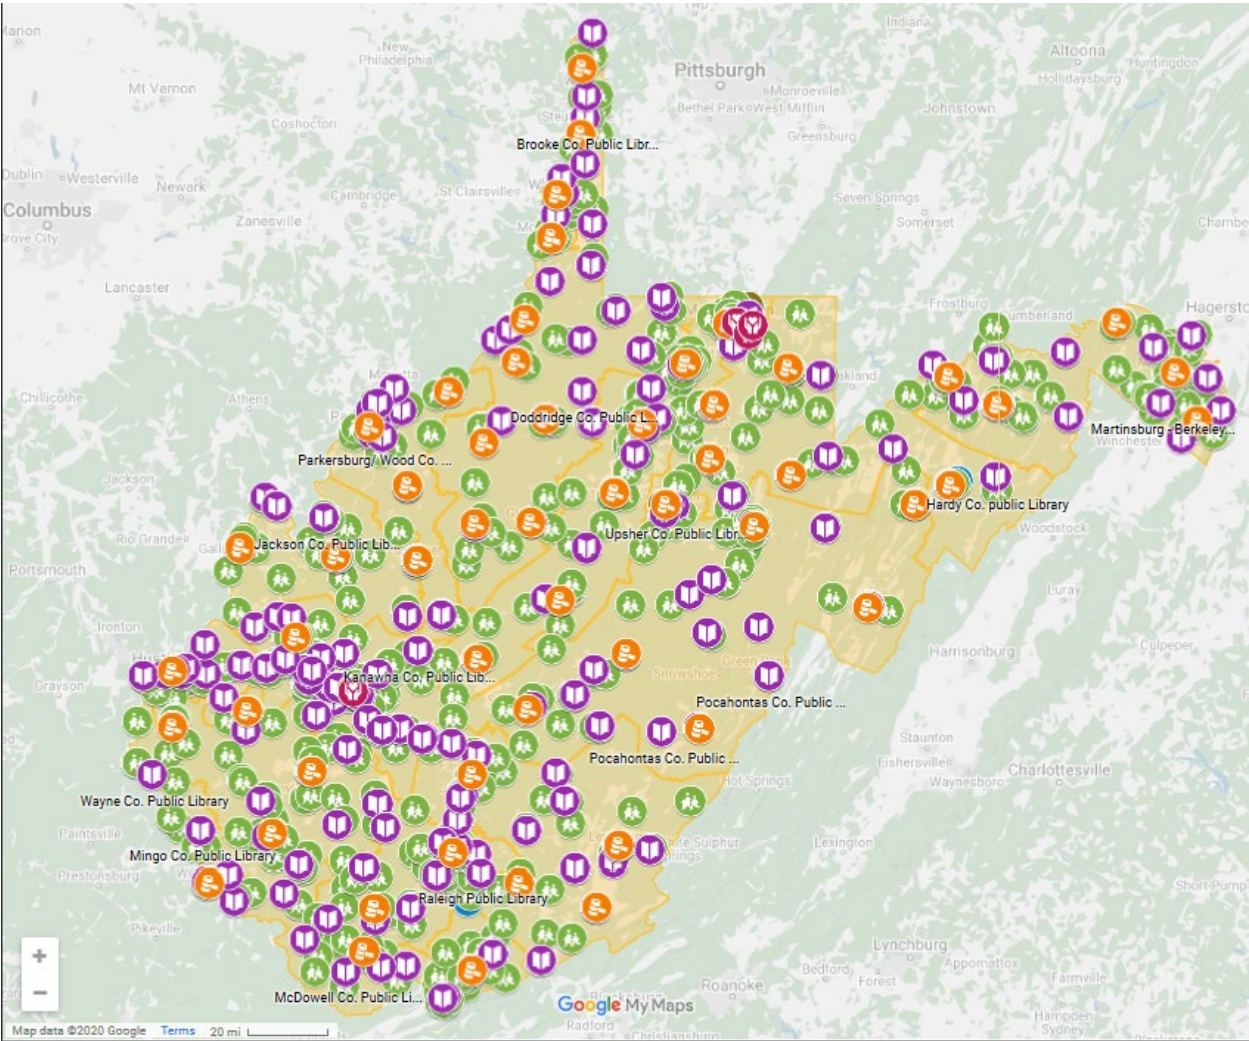 Marion
Indiana
New
Philadelphia
Altoona
Huntingdon
Pittsburgh
Hollidaysburg
Mt Vernon
Monroeville
Bethel Park
West Mifflin
Johnstown
Coshocton
Greensburg
Brooke Co. Public Libr...
Dublin
Westerville
Newark
Cambridge
St Clairsville
Seven Springs
Columbus
Grove City
Zanesville
Somerset
Lancaster
Frostburg
Cumberland
Chillicothe
Athens
Doddridge Co. Public L...
Martinsburg - Berkeley...
Winchester
Parkersburg/ Wood Co. ...
Jackson
Hardy Co. public Library
Rio Grande
Jackson Co. Public Lib...
Upsher Co. Public Libr...
Woodstock
Portsmouth
Luray
Ironton
Harrisonburg
Culpeper
Grayson
Kanawha Co. Public Lib...
Snowshoe
Pocahontas Co. Public ...
Staunton
Pocahontas Co. Public ...
Fishersville
Charlottesville
Waynesboro
Hot Springs
Wayne Co. Public Library
Paintsville
Lexington
Mingo Co. Public Library
Prestonsburg
Short Pump
Raleigh Public Library
Pikeville
Lynchburg
Bedford
Forest
Appomattox
Roanoke
Farmville
McDowell Co. Public Li...
Google My Maps
Blacksburg
Radford
Christiansburg
Hampden
Sydney
Map data ©2020 Google
Terms
20 mi